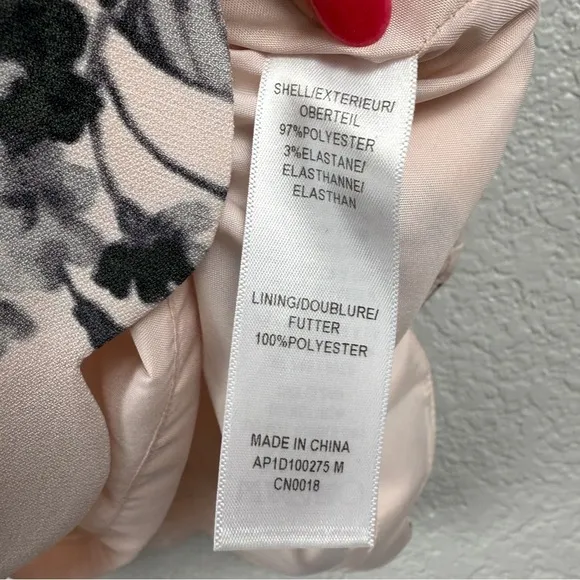 SHELL/EXTERIEUR/
OBERTEIL
97%POLYESTER
3%ELASTANE/
ELASTHANNE/
ELASTHAN
LINING/DOUBLURE/
FUTTER
100%POLYESTER
MADE IN CHINA
AP1D100275 M
CN0018